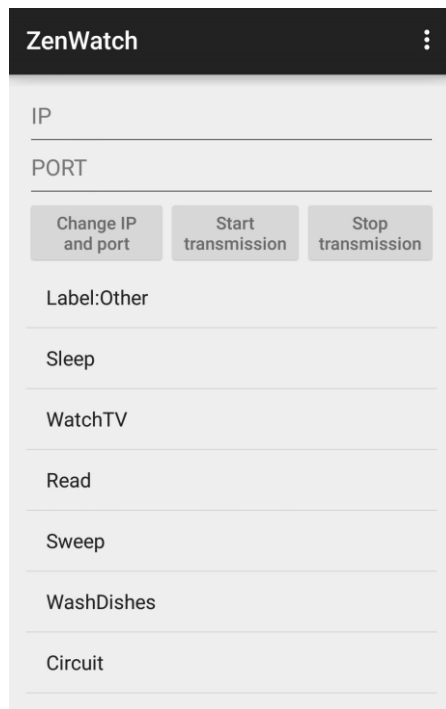 ZenWatch
IP
PORT
Change IP
and port
Start
transmission
Stop
transmission
Label:Other
Sleep
WatchTV
Read
Sweep
WashDishes
Circuit